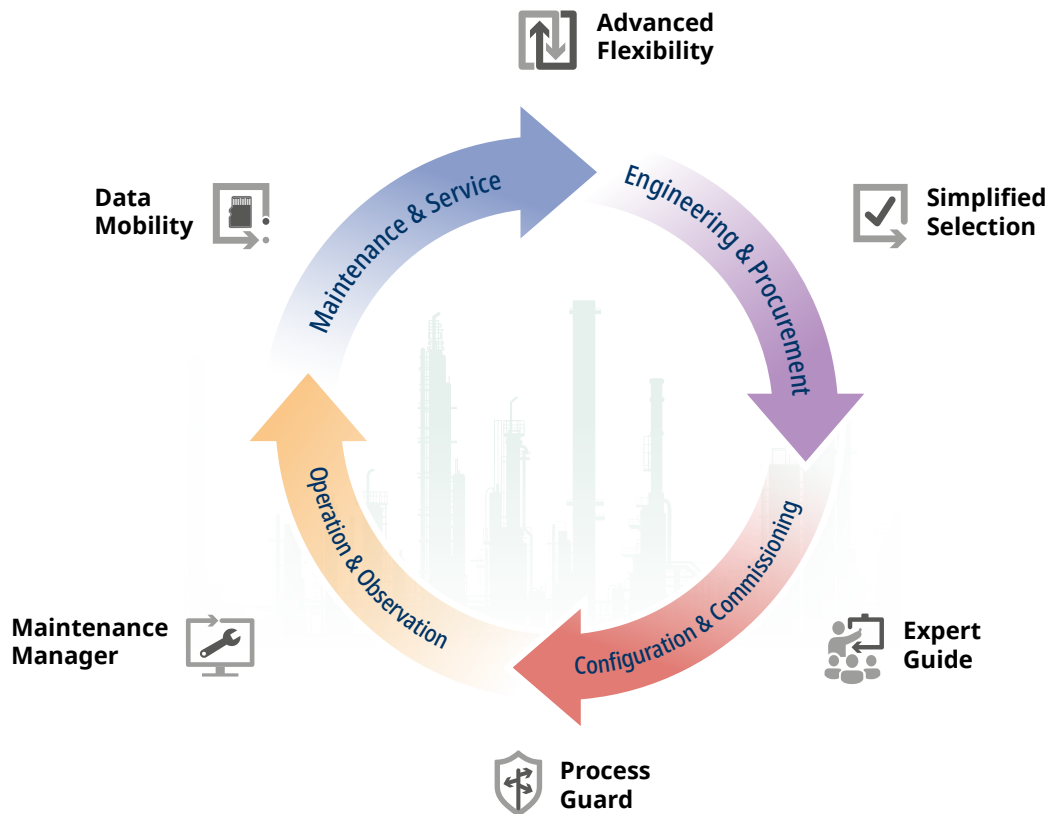 Advanced
Flexibility
Data
Mobility
Maintenance & Service
Engineering & Procurement
Simplified
Selection
Operation & Observation
Configuration & Commissioning
Maintenance
Manager
Expert
Guide
Process
Guard